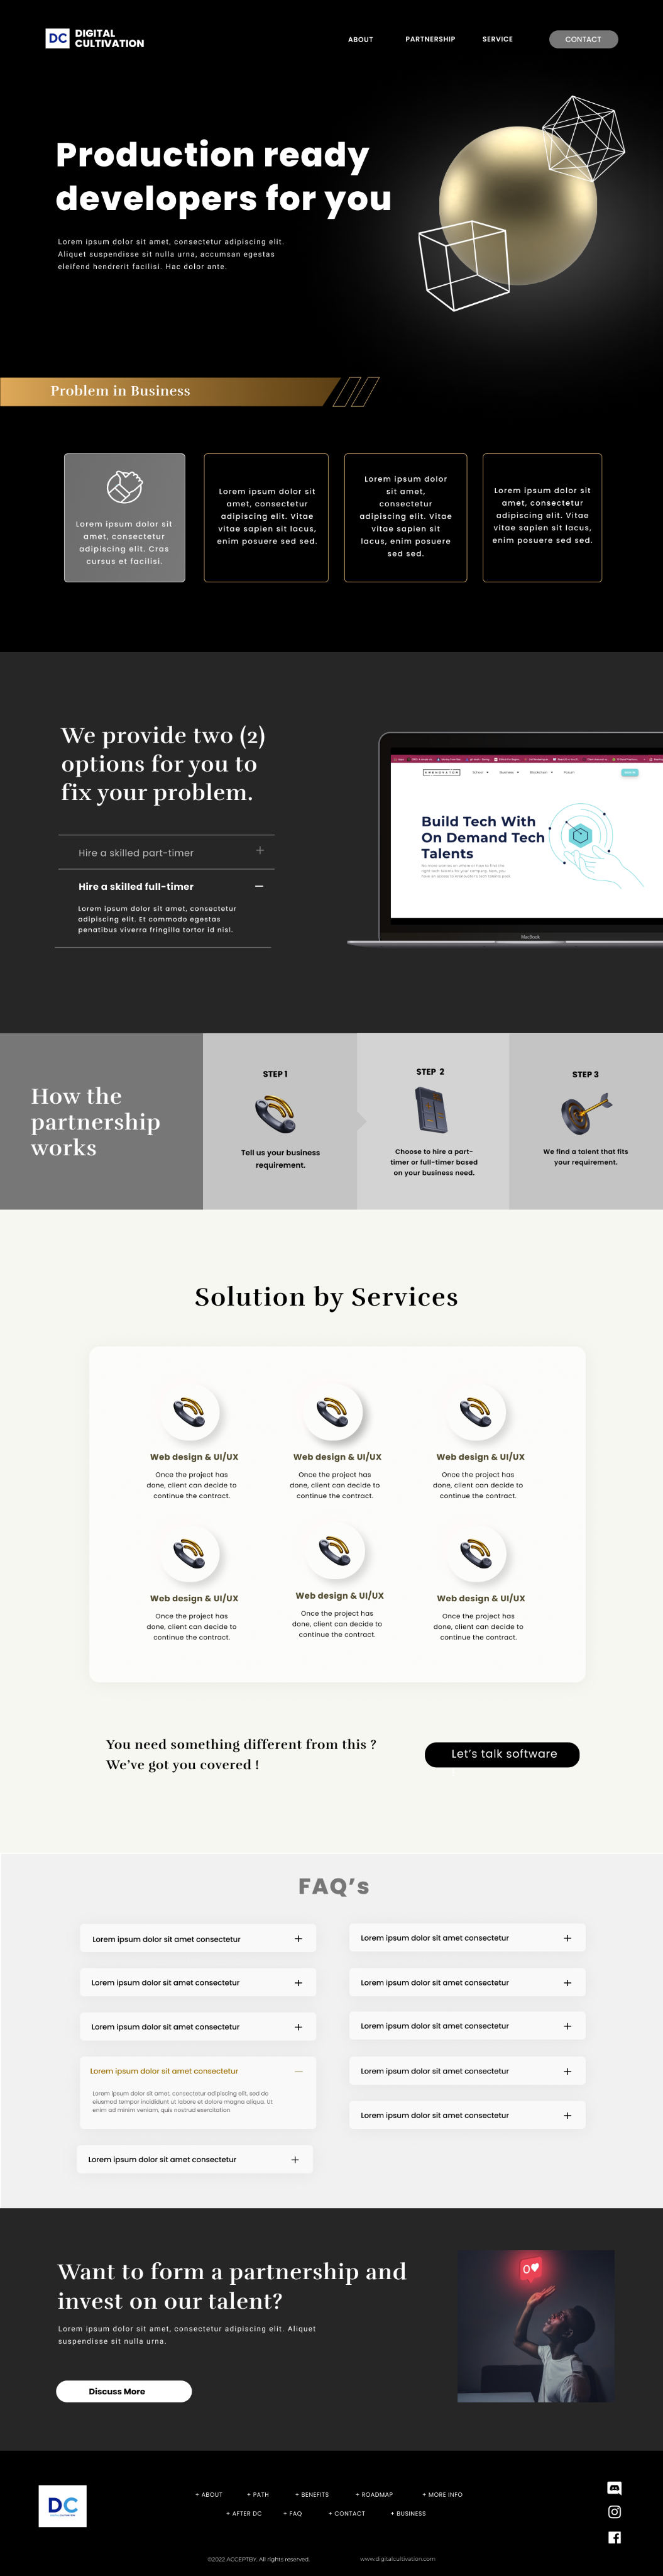 DC DIGITAL
CULTIVATION
ABOUT
PARTNERSHIP
SERVICE
CONTACT
Production ready
developers for you
Lorem ipsum dolor sit amet, consectetur adipiscing elit.
Aliquet suspendisse sit nulla urna, accumsan egestas
eleifend hendrerit facilisi. Hac dolor ante.
Problem in Business
Lorem ipsum dolor sit
amet, consectetur
adipiscing elit. Cras
cursus et facilisi.
Lorem ipsum dolor sit
amet, consectetur
adipiscing elit. Vitae
vitae sapien sit lacus,
enim posuere sed sed.
Lorem ipsum dolor
sit amet,
consectetur
adipiscing elit. Vitae
vitae sapien sit
lacus, enim posuere
sed sed.
Lorem ipsum dolor sit
amet, consectetur
adipiscing elit. Vitae
vitae sapien sit lacus,
enim posuere sed sed.
We provide two (2)
options for you to
fix your problem.
Hire a skilled part-timer +
Hire a skilled full-timer –
Lorem ipsum dolor sit amet, consectetur
adipiscing elit. Et commodo egestas
penatibus viverra fringilla tortor id nisl.
School
Business
Blockchain
Forum
Build Tech With
On Demand Tech
Talents
MacBook
How the
partnership
works
STEP 1
Tell us your business
requirement.
STEP 2
Choose to hire a part-
timer or full-timer based
on your business need.
STEP 3
We find a talent that fits
your requirement.
Solution by Services
Web design & UI/UX
Once the project has
done, client can decide to
continue the contract.
Web design & UI/UX
Once the project has
done, client can decide to
continue the contract.
Web design & UI/UX
Once the project has
done, client can decide to
continue the contract.
Web design & UI/UX
Once the project has
done, client can decide to
continue the contract.
Web design & UI/UX
Once the project has
done, client can decide to
continue the contract.
Web design & UI/UX
Once the project has
done, client can decide to
continue the contract.
You need something different from this ?
We've got you covered !
Let's talk software
FAQ's
Lorem ipsum dolor sit amet consectetur +
Lorem ipsum dolor sit amet consectetur +
Lorem ipsum dolor sit amet consectetur +
Lorem ipsum dolor sit amet consectetur –
Lorem ipsum dolor sit amet, consectetur adipiscing elit, sed do
eiusmod tempor incididunt ut labore et dolore magna aliqua. Ut
enim ad minim veniam, quis nostrud exercitation
Lorem ipsum dolor sit amet consectetur +
Lorem ipsum dolor sit amet consectetur +
Lorem ipsum dolor sit amet consectetur +
Lorem ipsum dolor sit amet consectetur +
Lorem ipsum dolor sit amet consectetur +
Lorem ipsum dolor sit amet consectetur +
Want to form a partnership and
invest on our talent?
Lorem ipsum dolor sit amet, consectetur adipiscing elit. Aliquet
suspendisse sit nulla urna.
Discuss More
0
DC
+ ABOUT
+ PATH
+ BENEFITS
+ ROADMAP
+ MORE INFO
+ AFTER DC
+ FAQ
+ CONTACT
+ BUSINESS
©2022 ACCEPTBY. All rights reserved.
www.digitalcultivation.com